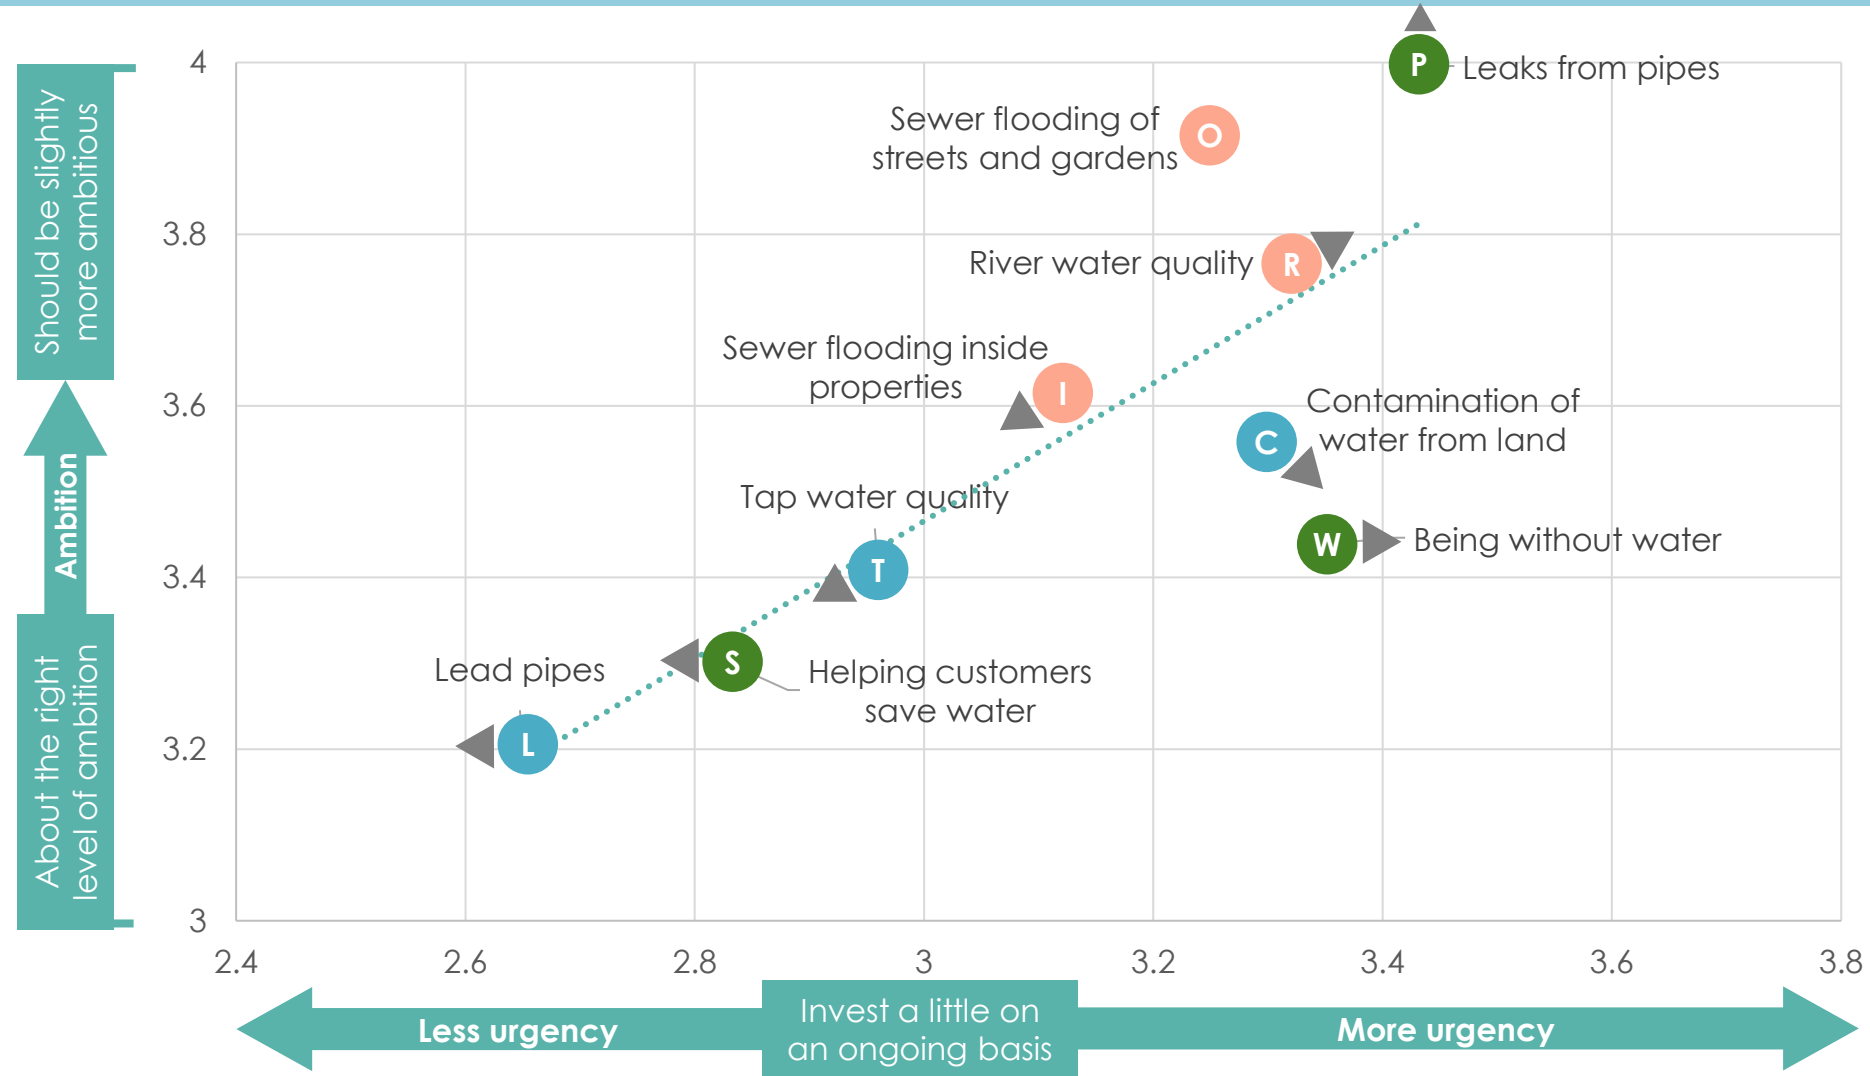 4
3.8
3.6
3.4
3.2
3
Should be slightly
more ambitious
Ambition
About the right
level of ambition
P
Leaks from pipes
Sewer flooding of
streets and gardens
O
River water quality
R
Sewer flooding inside
properties
I
Contamination of
water from land
C
Tap water quality
T
W
Being without water
Lead pipes
L
S
Helping customers
save water
2.4
2.6
2.8
3
3.2
3.4
3.6
3.8
Less urgency
Invest a little on
an ongoing basis
More urgency